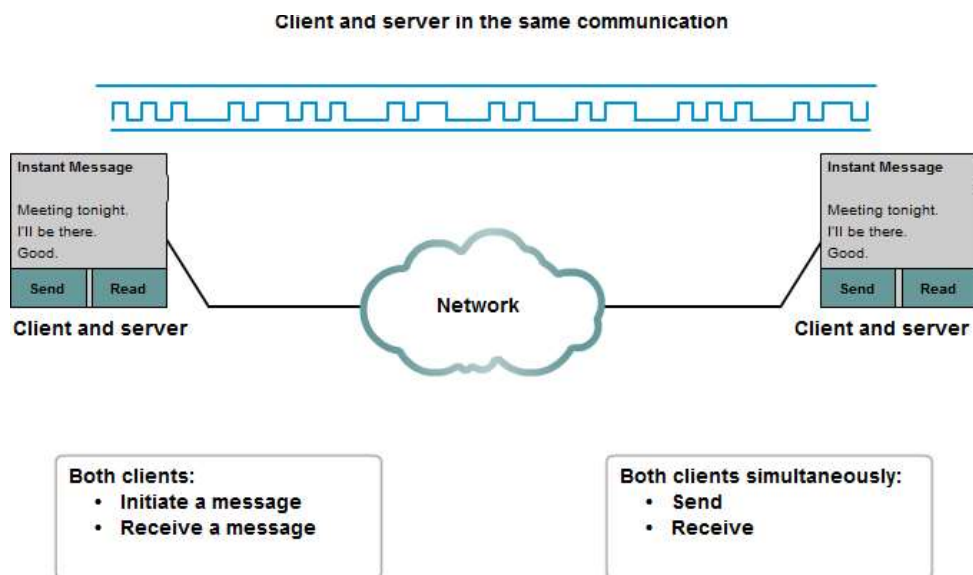 Client and server in the same communication
Instant Message
Meeting tonight.
I'll be there.
Good.
Send Read
Client and server
Network
Instant Message
Meeting tonight.
I'll be there.
Good.
Send Read
Client and server
Both clients:
• Initiate a message
• Receive a message
Both clients simultaneously:
• Send
• Receive